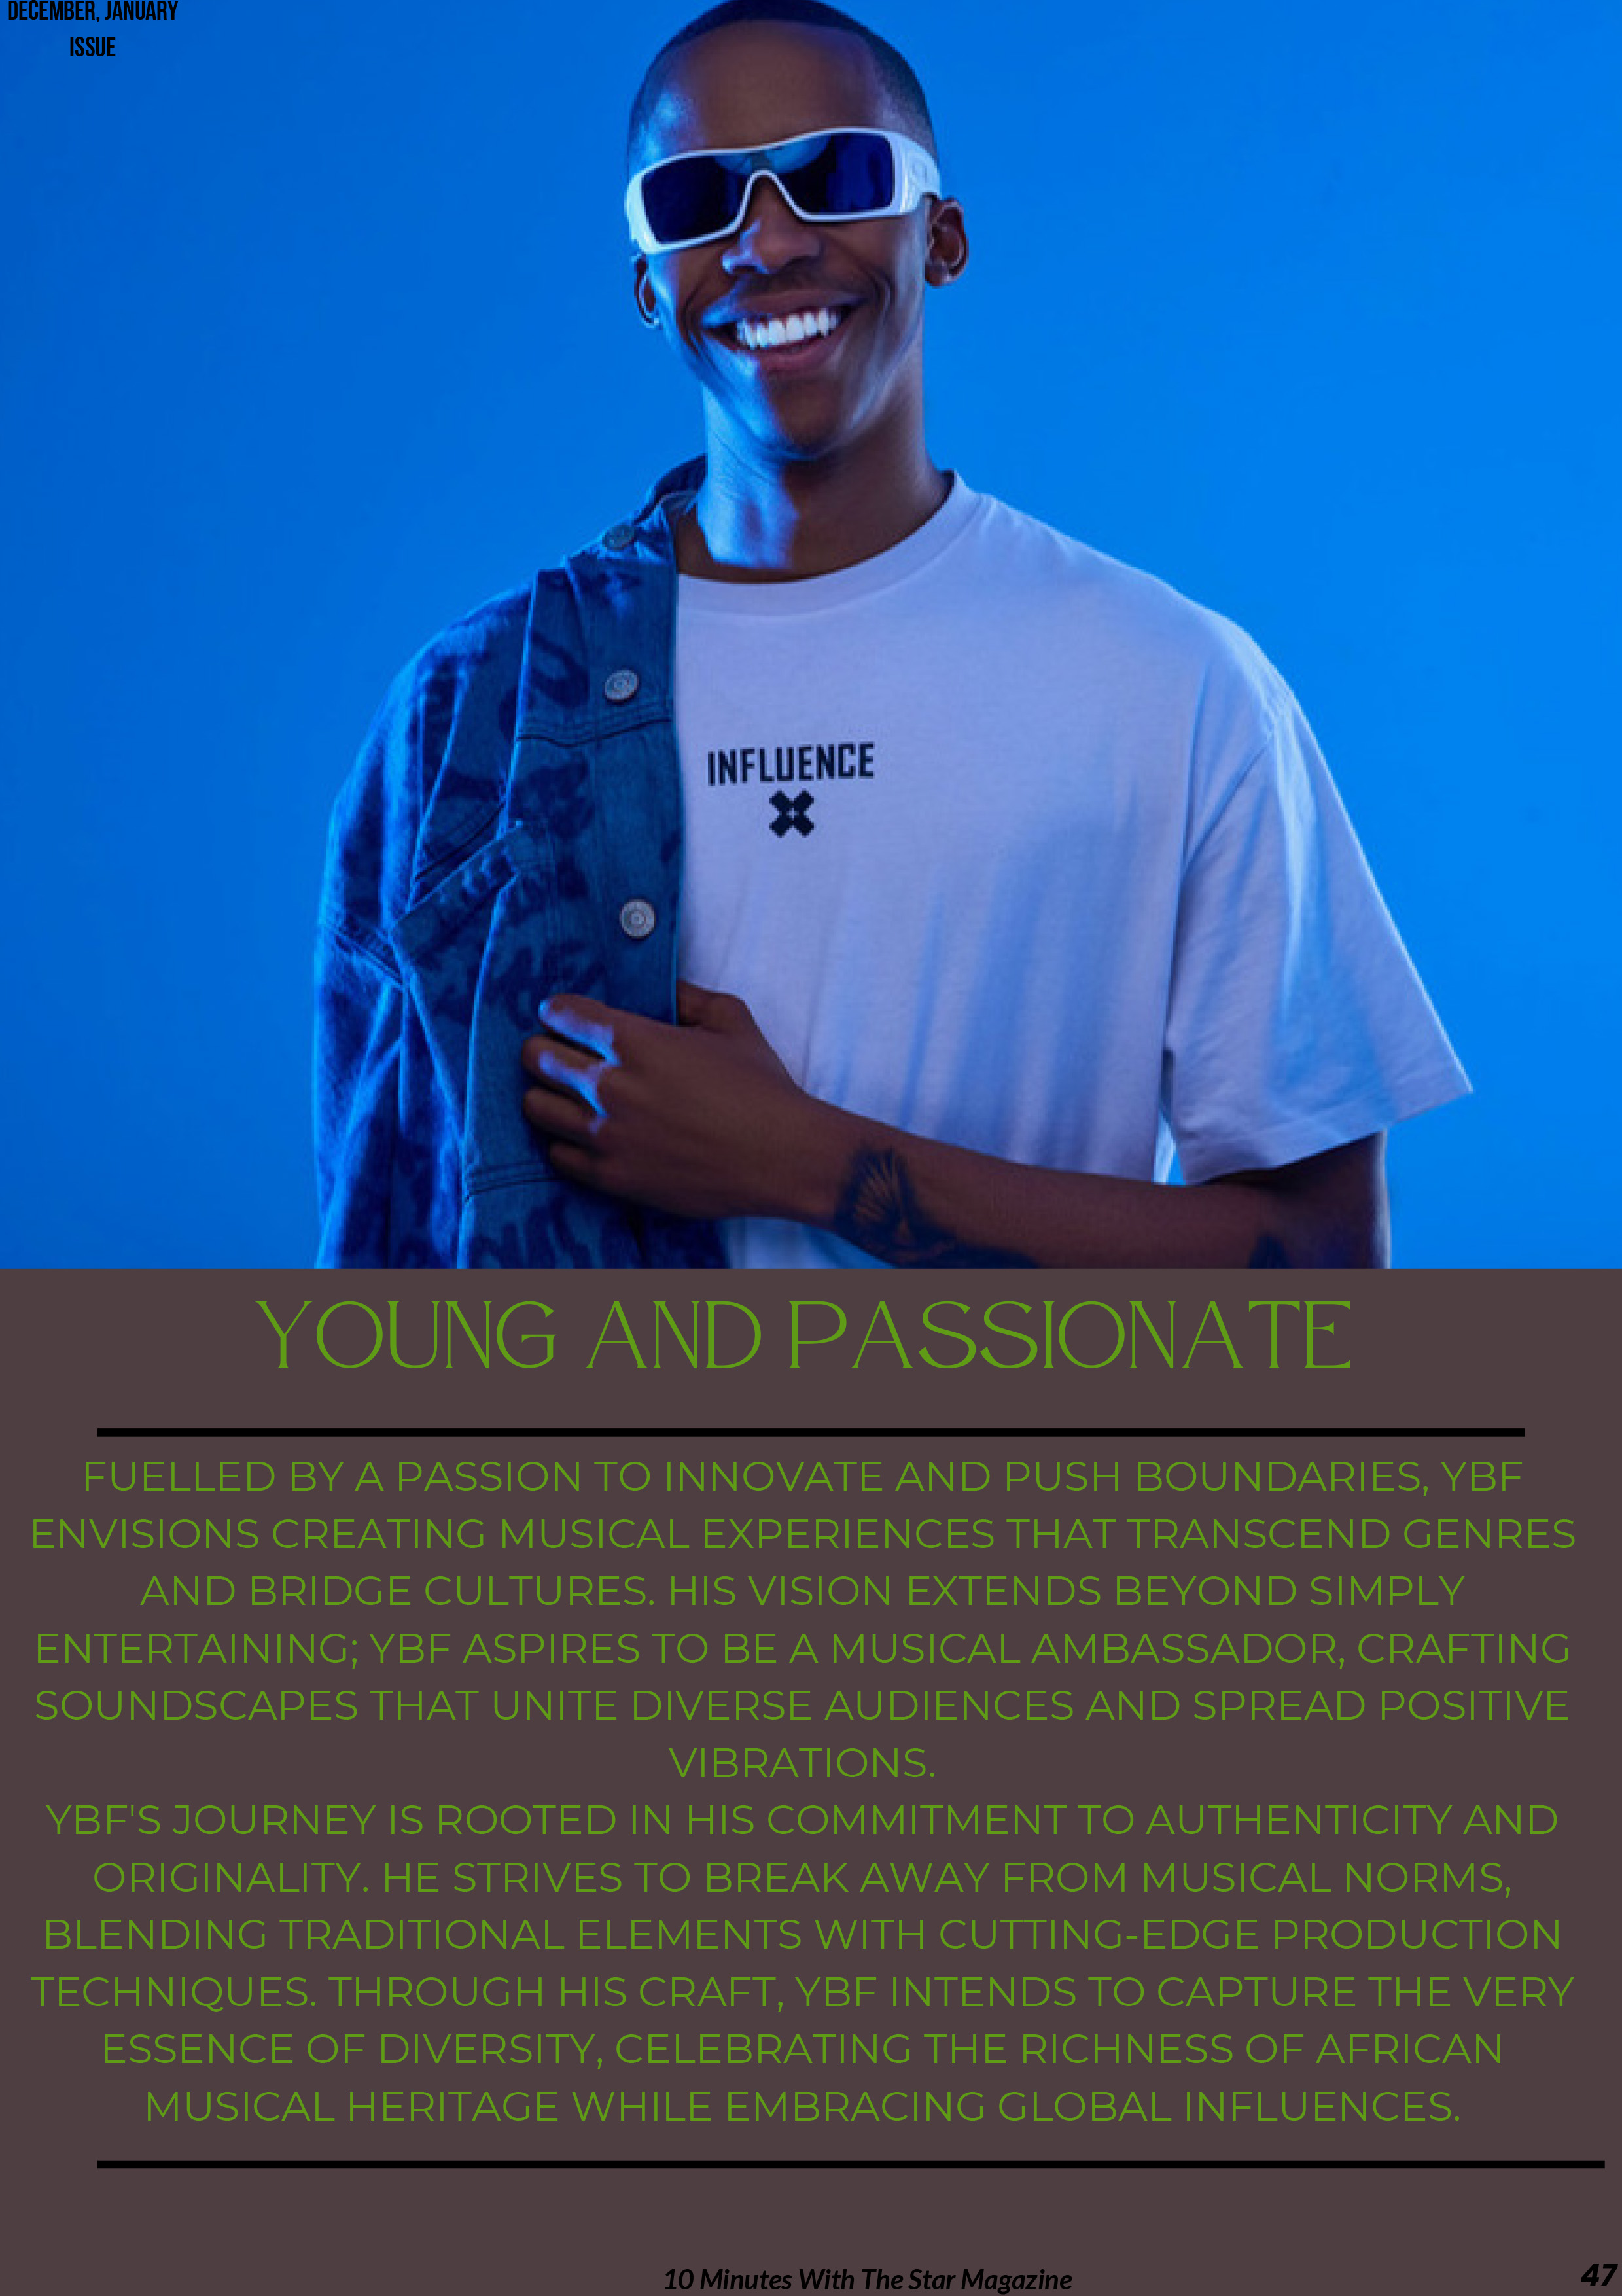 DECEMBER, JANUARY
ISSUE
INFLUENCE
YOUNG AND PASSIONATE
FUELLED BY A PASSION TO INNOVATE AND PUSH BOUNDARIES, YBF
ENVISIONS CREATING MUSICAL EXPERIENCES THAT TRANSCEND GENRES
AND BRIDGE CULTURES. HIS VISION EXTENDS BEYOND SIMPLY
ENTERTAINING; YBF ASPIRES TO BE A MUSICAL AMBASSADOR, CRAFTING
SOUNDSCAPES THAT UNITE DIVERSE AUDIENCES AND SPREAD POSITIVE
VIBRATIONS.
YBF'S JOURNEY IS ROOTED IN HIS COMMITMENT TO AUTHENTICITY AND
ORIGINALITY. HE STRIVES TO BREAK AWAY FROM MUSICAL NORMS,
BLENDING TRADITIONAL ELEMENTS WITH CUTTING-EDGE PRODUCTION
TECHNIQUES. THROUGH HIS CRAFT, YBF INTENDS TO CAPTURE THE VERY
ESSENCE OF DIVERSITY, CELEBRATING THE RICHNESS OF AFRICAN
MUSICAL HERITAGE WHILE EMBRACING GLOBAL INFLUENCES.
10 Minutes With The Star Magazine
47